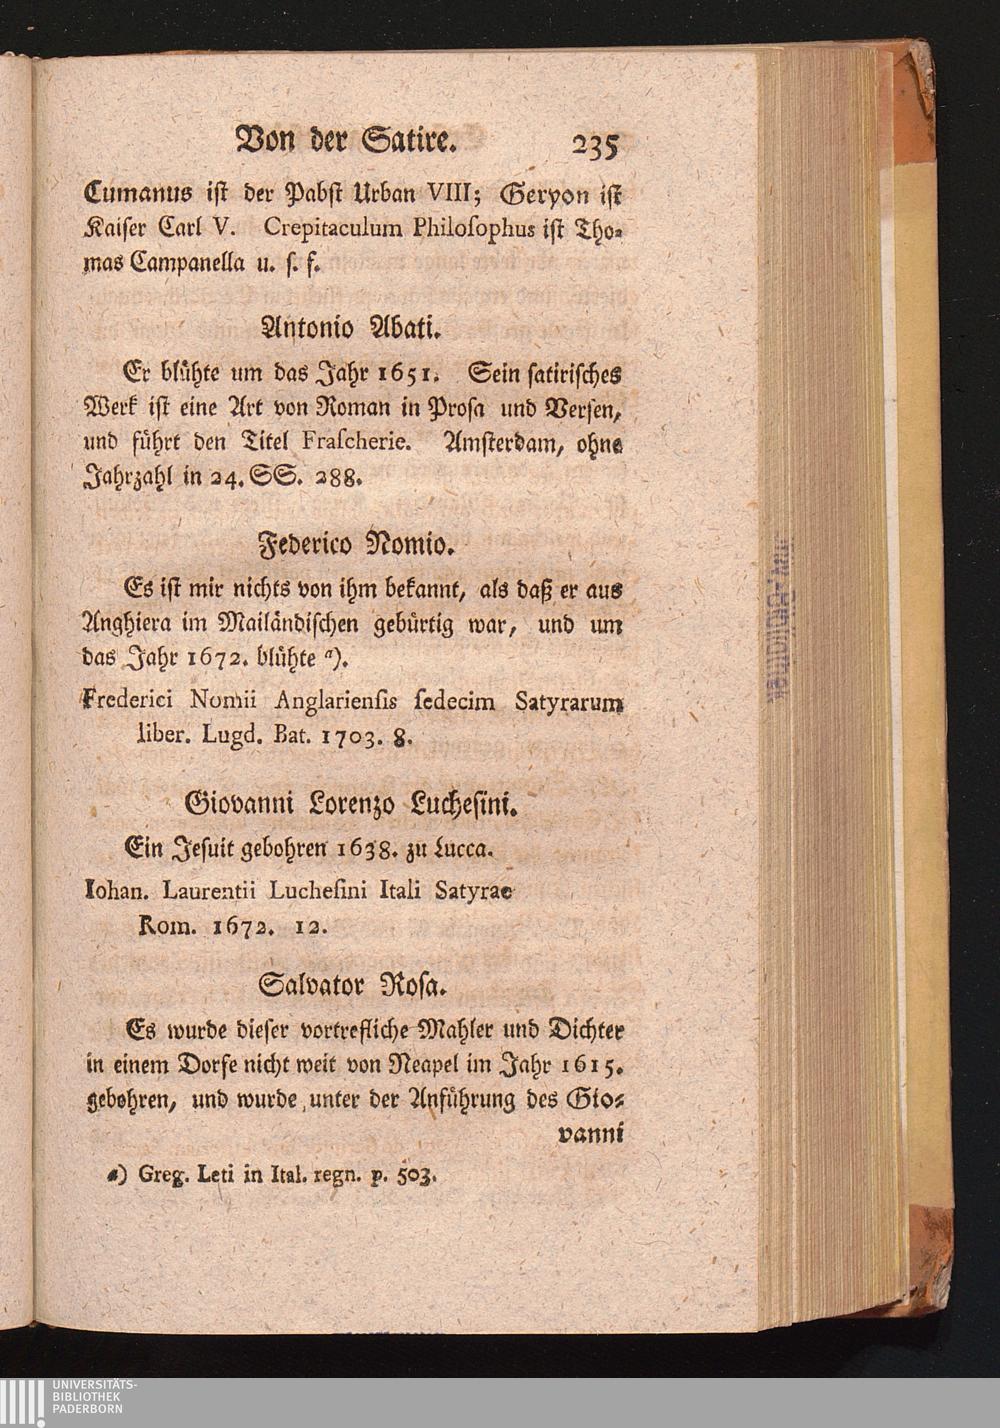 Von der Satire. 235
Cumanus ist der Pabst Urban VIII; Geryon ist
Kaiser Carl V. Crepitaculum Philosophus ist Tho-
mas Campanella u. s. f.
Antonio Abati.
Er blühte um das Jahr 1651. Sein satirisches
Werk ist eine Art von Roman in Prosa und Versen,
und führt den Titel Frascherie. Amsterdam, ohne
Jahrzahl in 24. SS. 288.
Federico Nomio.
Es ist mir nichts von ihm bekannt, als daß er aus
Anghiera im Mailändischen gebürtig war, und um
das Jahr 1672. blühte a).
Frederici Nomii Anglariensis sedecim Satyrarum
liber. Lugd. Bat. 1703. 8.
Giovanni Lorenzo Luchesini.
Ein Jesuit gebohren 1638. zu Lucca.
Iohan. Laurentii Luchesini Itali Satyrae
Rom. 1672. 12.
Salvator Rosa.
Es wurde dieser vortrefliche Mahler und Dichter
in einem Dorfe nicht weit von Neapel im Jahr 1615.
gebohren, und wurde unter der Anführung des Gio-
vanni
a) Greg. Leti in Ital. regn. p. 503.
UNIVERSITÄTS-
BIBLIOTHEK
PADERBORN